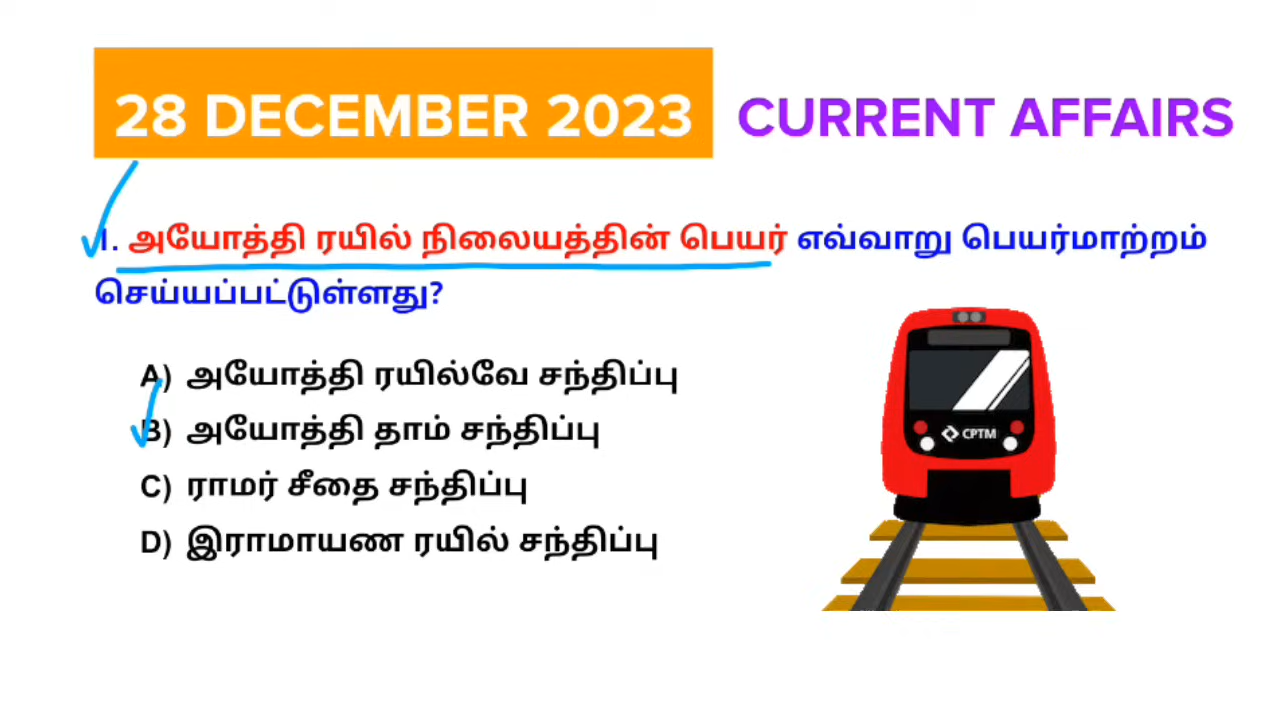 28 DECEMBER 2023 CURRENT AFFAIRS
1. அயோத்தி ரயில் நிலையத்தின் பெயர் எவ்வாறு பெயர்மாற்றம்
செய்யப்பட்டுள்ளது?
A) அயோத்தி ரயில்வே சந்திப்பு
B) அயோத்தி தாம் சந்திப்பு
C) ராமர் சீதை சந்திப்பு
D) இராமாயண ரயில் சந்திப்பு
CPTM